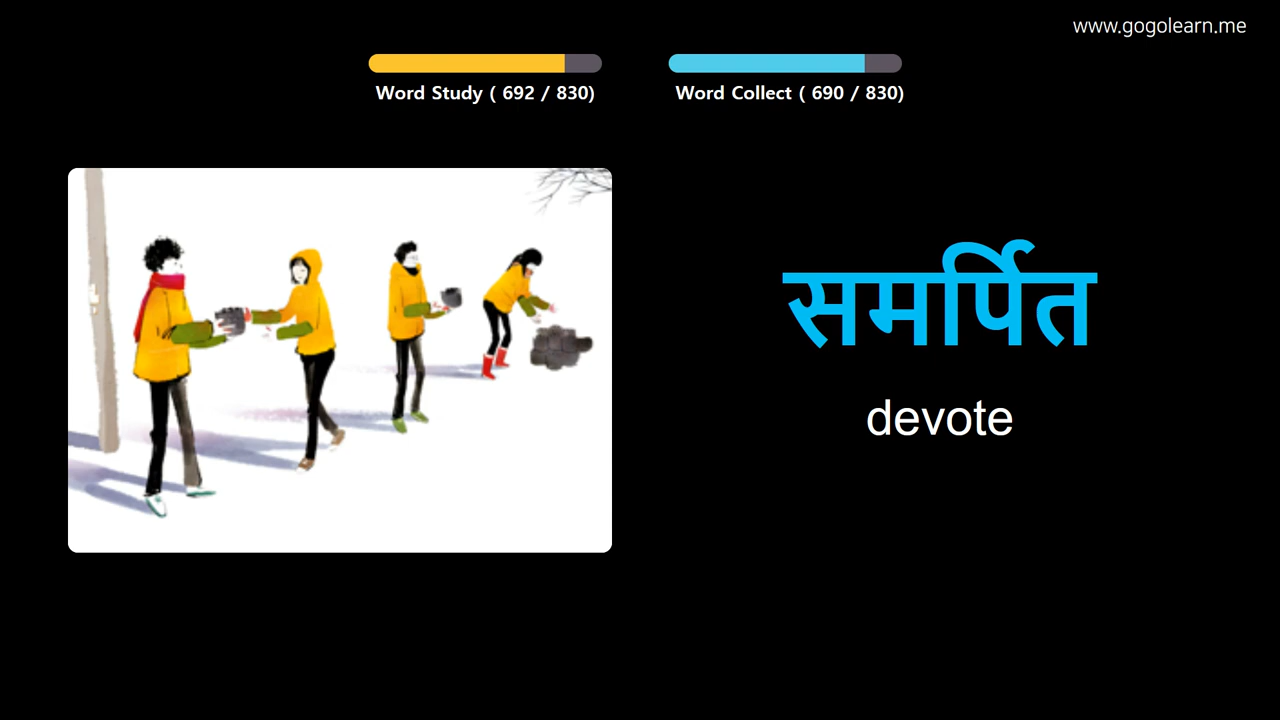 www.gogolearn.me
Word Study ( 692 / 830)
Word Collect ( 690 / 830)
समर्पित
devote